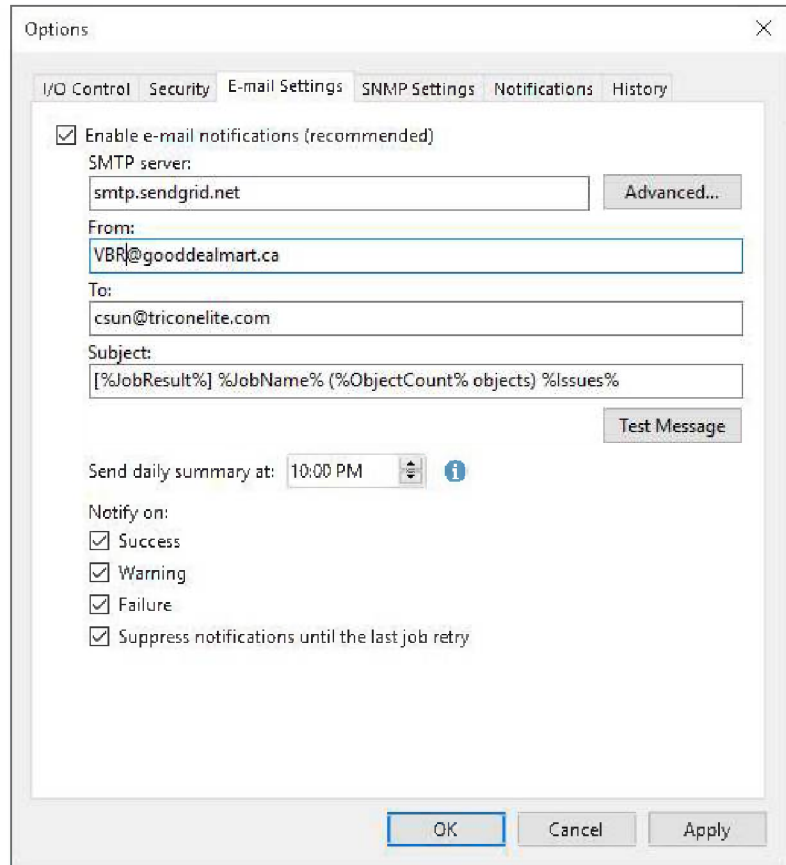 Options
I/O Control Security E-mail Settings SNMP Settings Notifications History
Enable e-mail notifications (recommended)
SMTP server:
smtp.sendgrid.net Advanced...
From:
VBR@gooddealmart.ca
To:
csun@triconelite.com
Subject:
[%JobResult%] %JobName% (%ObjectCount% objects) %Issues%
Test Message
Send daily summary at: 10:00 PM
Notify on:
Success
Warning
Failure
Suppress notifications until the last job retry
OK Cancel Apply